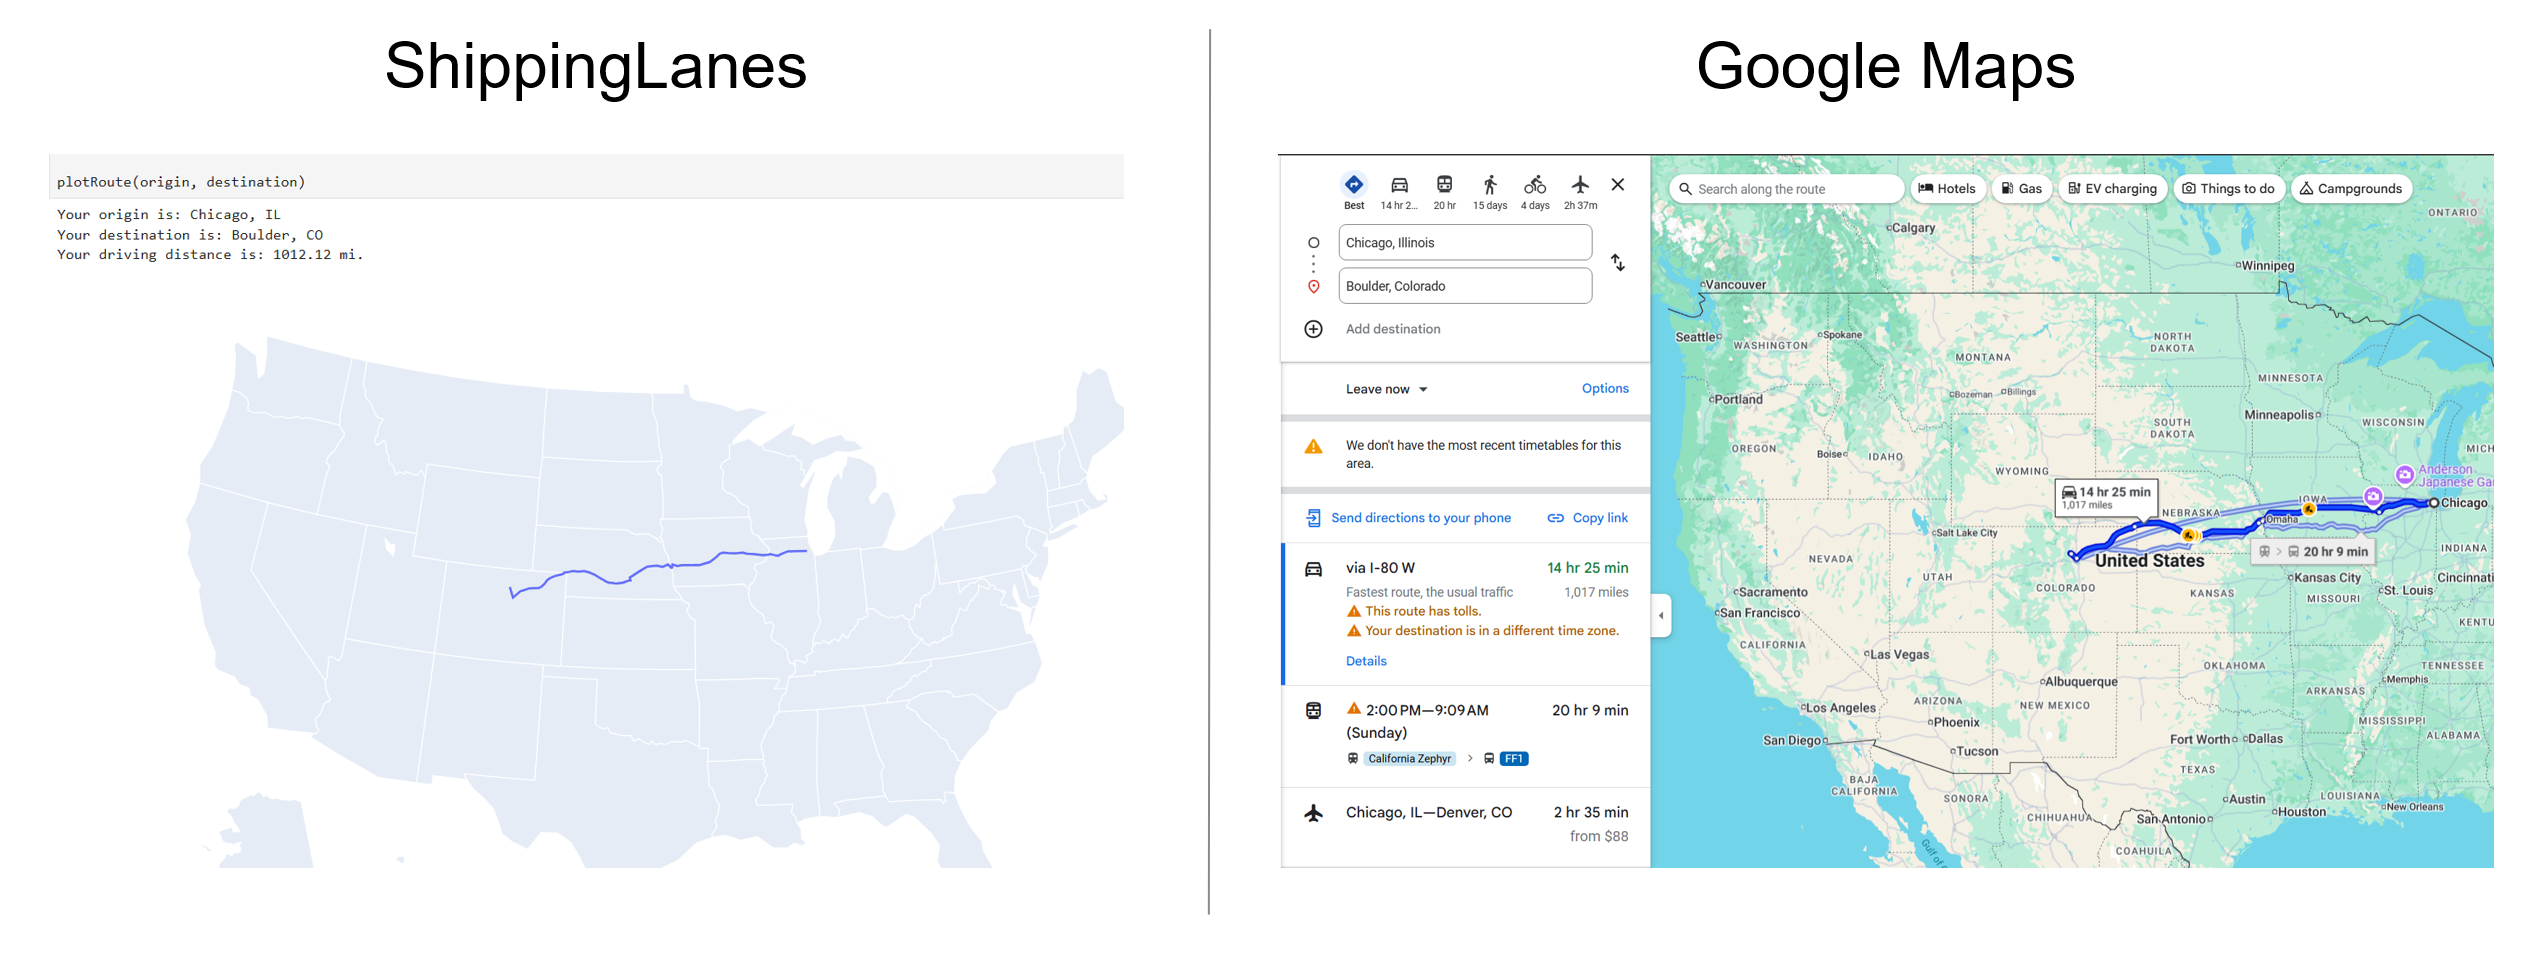 ShippingLanes
plotRoute(origin, destination)
Your origin is: Chicago, IL
Your destination is: Boulder, CO
Your driving distance is: 1012.12 mi.
Google Maps
Best
14 hr 2...
20 hr
15 days
4 days
2h 37m
Chicago, Illinois
Boulder, Colorado
Add destination
Leave now
Options
We don't have the most recent timetables for this
area.
Send directions to your phone
Copy link
via I-80 W
14 hr 25 min
Fastest route, the usual traffic
1,017 miles
This route has tolls.
Your destination is in a different time zone.
Details
2:00 PM—9:09 AM
20 hr 9 min
(Sunday)
California Zephyr
FF1
Chicago, IL—Denver, CO
2 hr 35 min
from $88
Search along the route
Hotels
Gas
EV charging
Things to do
Campgrounds
ONTARIO
Calgary
Winnipeg
Vancouver
Seattle
WASHINGTON
Spokane
NORTH
DAKOTA
MONTANA
MINNESOTA
Portland
Bozeman
Billings
Minneapolis
WISCONSIN
SOUTH
DAKOTA
OREGON
Boise
IDAHO
MICH
WYOMING
Anderson
Japanese Ga
14 hr 25 min
1,017 miles
IOWA
Chicago
NEBRASKA
Omaha
Salt Lake City
20 hr 9 min
INDIANA
NEVADA
United States
UTAH
Kansas City
Cincinnati
COLORADO
KANSAS
MISSOURI
St. Louis
Sacramento
San Francisco
KENTU
CALIFORNIA
Las Vegas
OKLAHOMA
TENNESSEE
Albuquerque
Memphis
ARKANSAS
Los Angeles
ARIZONA
NEW MEXICO
Phoenix
MISSISSIPPI
San Diego
Tucson
Fort Worth
Dallas
ALABAMA
TEXAS
BAJA
CALIFORNIA
SONORA
Austin
LOUISIANA
New Orleans
Houston
CHIHUAHUA
San Antonio
Gulf of
COAHUILA